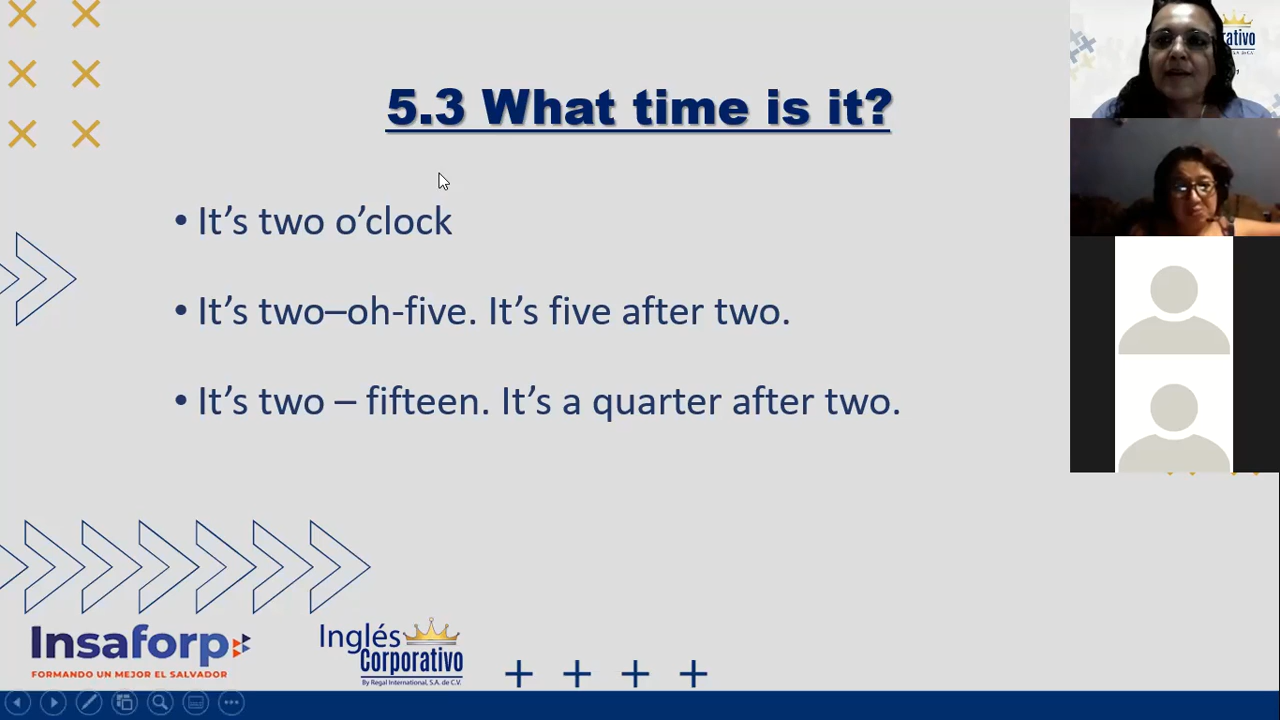 5.3 What time is it?
• It’s two o’clock
• It’s two–oh-five. It’s five after two.
• It’s two – fifteen. It’s a quarter after two.
Insaforp
FORMANDO UN MEJOR EL SALVADOR
Inglés
Corporativo
By Regal International, S.A. de C.V.